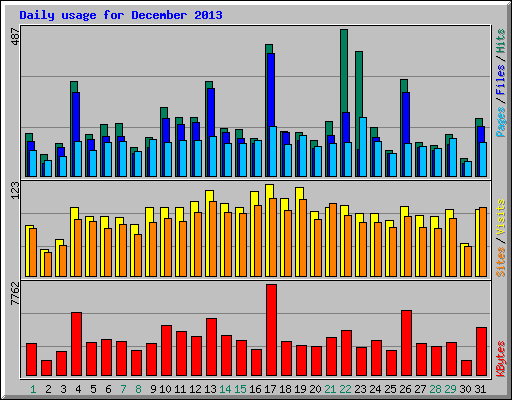 Daily usage for December 2013
487
Pages / Files / Hits
123
Sites / Visits
7762
KBytes
1 2 3 4 5 6 7 8 9 10 11 12 13 14 15 16 17 18 19 20 21 22 23 24 25 26 27 28 29 30 31